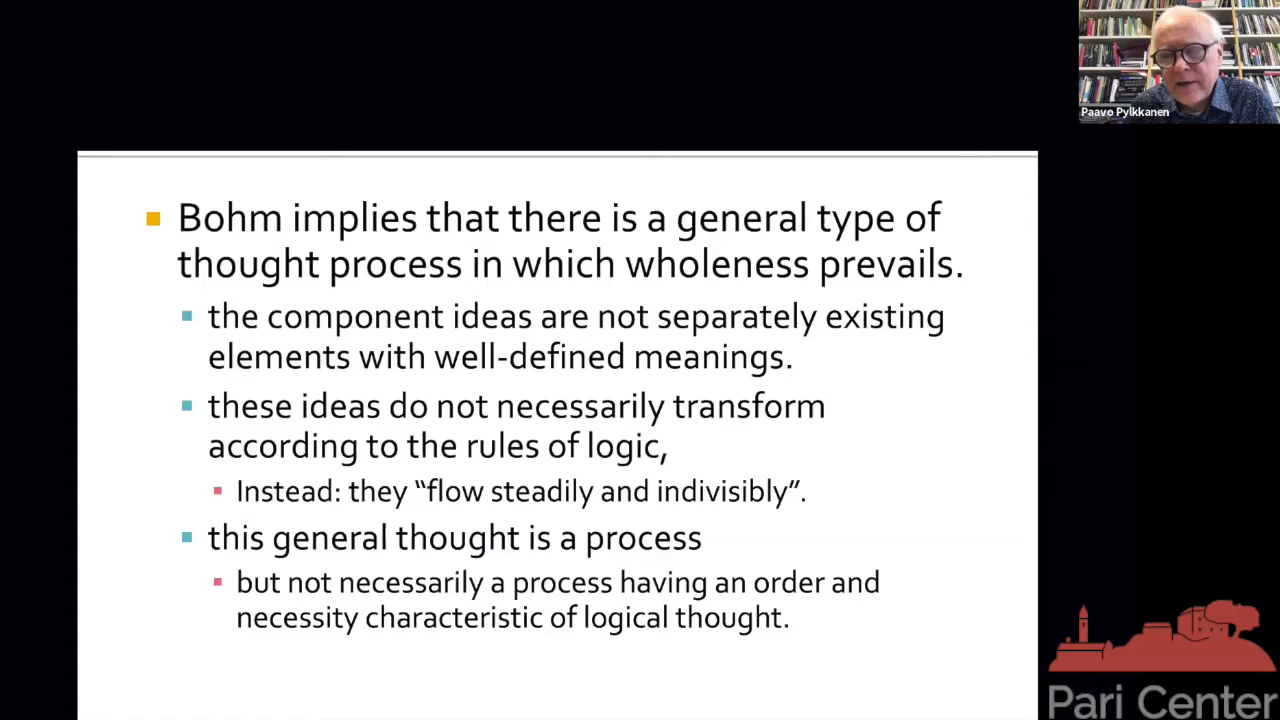 Paavo Pylkkanen
Bohm implies that there is a general type of
thought process in which wholeness prevails.
the component ideas are not separately existing
elements with well-defined meanings.
these ideas do not necessarily transform
according to the rules of logic,
Instead: they “flow steadily and indivisibly”.
this general thought is a process
but not necessarily a process having an order and
necessity characteristic of logical thought.
Pari Center